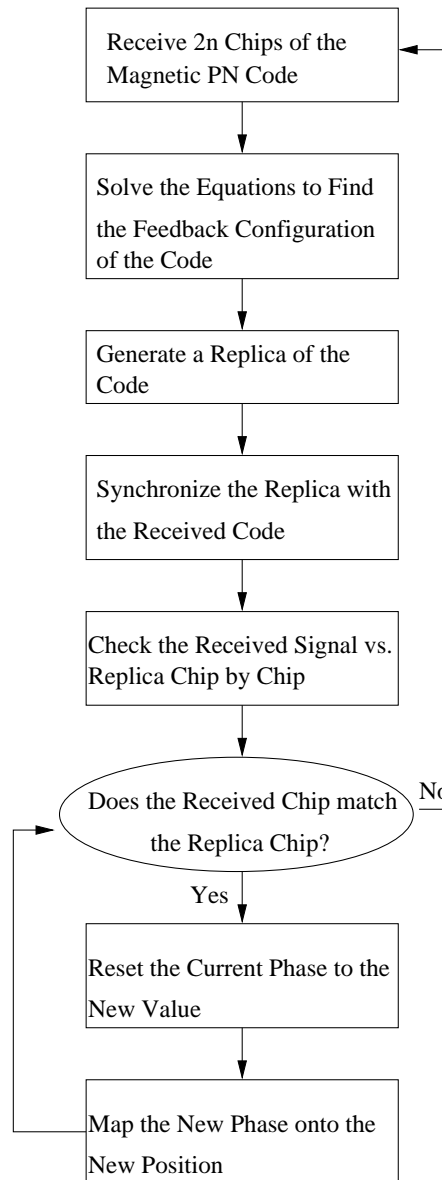 Receive 2n Chips of the
Magnetic PN Code
Solve the Equations to Find
the Feedback Configuration
of the Code
Generate a Replica of the
Code
Synchronize the Replica with
the Received Code
Check the Received Signal vs.
Replica Chip by Chip
No
Does the Received Chip match
the Replica Chip?
Yes
Reset the Current Phase to the
New Value
Map the New Phase onto the
New Position